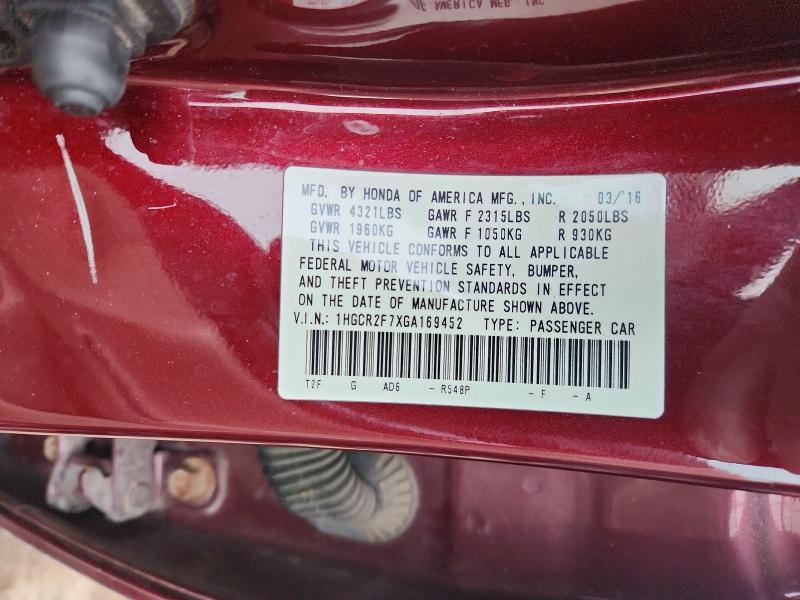 MFD. BY HONDA OF AMERICA MFG., INC. 03/'16
GVWR 4321LBS GAWR F 2315LBS R 2050LBS
GVWR 1960KG GAWR F 1050KG R 930KG
THIS VEHICLE CONFORMS TO ALL APPLICABLE
FEDERAL MOTOR VEHICLE SAFETY, BUMPER,
AND THEFT PREVENTION STANDARDS IN EFFECT
ON THE DATE OF MANUFACTURE SHOWN ABOVE.
V.I.N.: 1HGCR2F7XGA169452 TYPE: PASSENGER CAR
T2F G AD6 - R548P - F - A